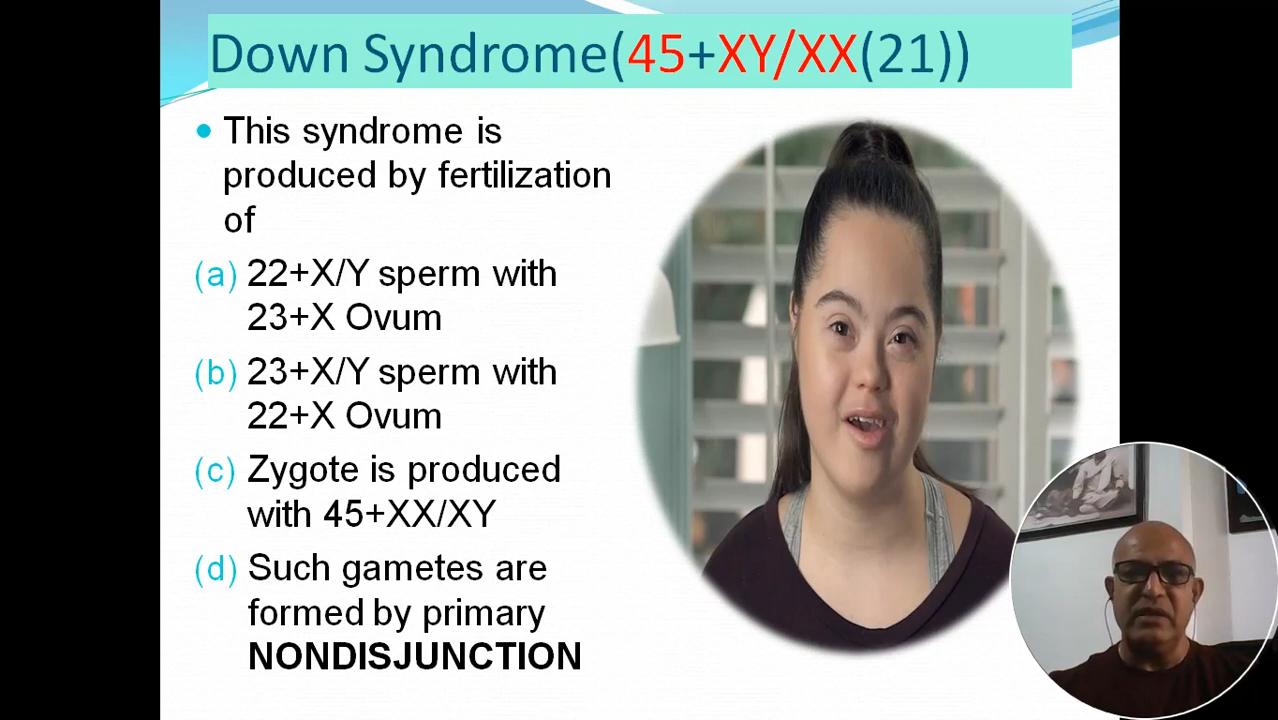 Down Syndrome(45+XY/XX(21))
• This syndrome is
produced by fertilization
of
(a) 22+X/Y sperm with
23+X Ovum
(b) 23+X/Y sperm with
22+X Ovum
(c) Zygote is produced
with 45+XX/XY
(d) Such gametes are
formed by primary
NONDISJUNCTION